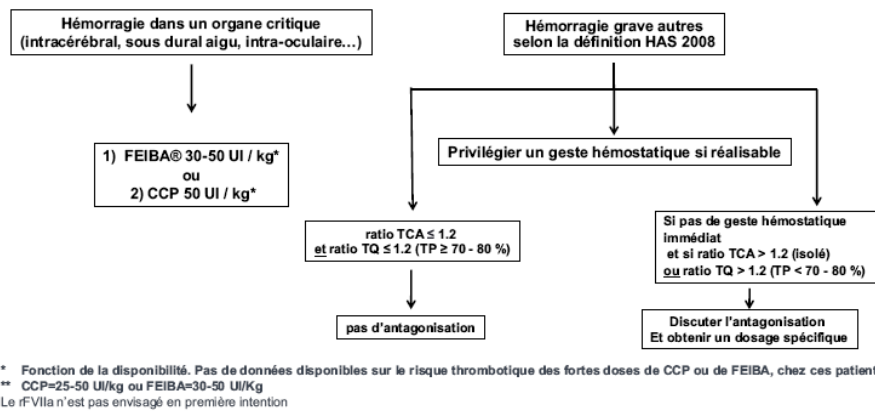 Hémorragie dans un organe critique
(intracérébral, sous dural aigu, intra-oculaire…)
Hémorragie grave autres
selon la définition HAS 2008
1) FEIBA® 30-50 UI / kg*
ou
2) CCP 50 UI / kg*
Privilégier un geste hémostatique si réalisable
ratio TCA ≤ 1.2
et ratio TQ ≤ 1.2 (TP ≥ 70 - 80 %)
Si pas de geste hémostatique
immédiat
et si ratio TCA > 1.2 (isolé)
ou ratio TQ > 1.2 (TP < 70 - 80 %)
pas d'antagonisation
Discuter l'antagonisation
Et obtenir un dosage spécifique
* Fonction de la disponibilité. Pas de données disponibles sur le risque thrombotique des fortes doses de CCP ou de FEIBA, chez ces patient
** CCP=25-50 UI/kg ou FEIBA=30-50 UI/Kg
Le rFVIIa n'est pas envisagé en première intention